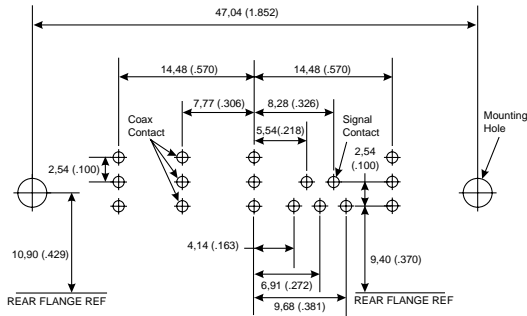 47,04 (1.852)
14,48 (.570)
14,48 (.570)
7,77 (.306)
8,28 (.326)
Coax
Contact
5,54(.218)
Signal
Contact
Mounting
Hole
2,54
(.100)
2,54
(.100)
10,90 (.429)
4,14 (.163)
9,40 (.370)
6,91 (.272)
REAR FLANGE REF
9,68 (.381)
REAR FLANGE REF